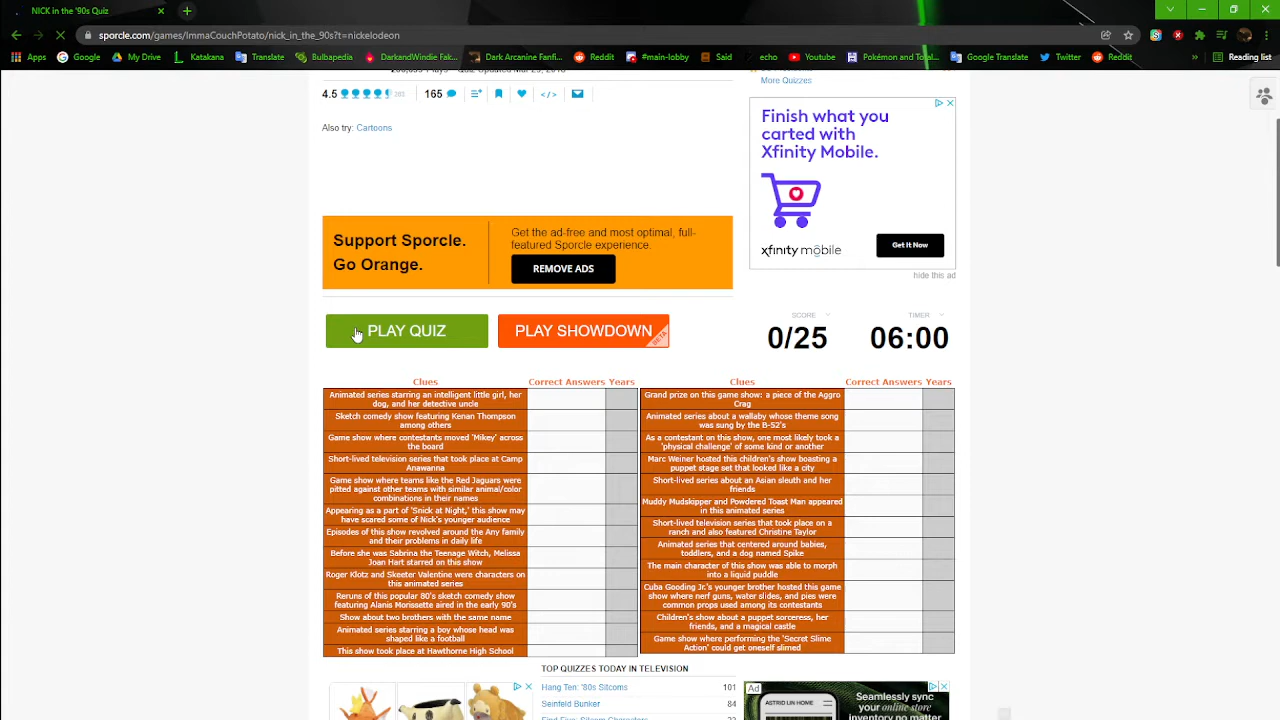 NICK in the '90s Quiz
sporcle.com/games/ImmaCouchPotato/nick_in_the_90s?t=nickelodeon
Apps
Google
My Drive
Katakana
Translate
Bulbapedia
DarkandWindie Fak...
Dark Arcanine Fanfi...
Reddit
#main-lobby
Said
echo
Youtube
Pokémon and Total...
Google Translate
Twitter
Reddit
»
Reading list
More Quizzes
4.5
165
Also try: Cartoons
Finish what you
carted with
Xfinity Mobile.
xfinity mobile
Get It Now
hide this ad
Support Sporcle.
Go Orange.
Get the ad-free and most optimal, full-
featured Sporcle experience.
REMOVE ADS
PLAY QUIZ
PLAY SHOWDOWN
BETA
SCORE
0/25
TIMER
06:00
Clues Correct Answers Years
Animated series starring an intelligent little girl, her
dog, and her detective uncle
Sketch comedy show featuring Kenan Thompson
among others
Game show where contestants moved 'Mikey' across
the board
Short-lived television series that took place at Camp
Anawanna
Game show where teams like the Red Jaguars were
pitted against other teams with similar animal/color
combinations in their names
Appearing as a part of 'Snick at Night,' this show may
have scared some of Nick's younger audience
Episodes of this show revolved around the Any family
and their problems in daily life
Before she was Sabrina the Teenage Witch, Melissa
Joan Hart starred on this show
Roger Klotz and Skeeter Valentine were characters on
this animated series
Reruns of this popular 80's sketch comedy show
featuring Alanis Morissette aired in the early 90's
Show about two brothers with the same name
Animated series starring a boy whose head was
shaped like a football
This show took place at Hawthorne High School
Clues Correct Answers Years
Grand prize on this game show: a piece of the Aggro
Crag
Animated series about a wallaby whose theme song
was sung by the B-52's
As a contestant on this show, one most likely took a
'physical challenge' of some kind or another
Marc Weiner hosted this children's show boasting a
puppet stage set that looked like a city
Short-lived series about an Asian sleuth and her
friends
Muddy Mudskipper and Powdered Toast Man appeared
in this animated series
Short-lived television series that took place on a
ranch and also featured Christine Taylor
Animated series that centered around babies,
toddlers, and a dog named Spike
The main character of this show was able to morph
into a liquid puddle
Cuba Gooding Jr.'s younger brother hosted this game
show where nerf guns, water slides, and pies were
common props used among its contestants
Children's show about a puppet sorceress, her
friends, and a magical castle
Game show where performing the 'Secret Slime
Action' could get oneself slimed
TOP QUIZZES TODAY IN TELEVISION
Hang Ten: '80s Sitcoms 101
Seinfeld Bunker 84
Ad
ASTRID LIN HOME
Seamlessly sync
your online store
inventory no matter